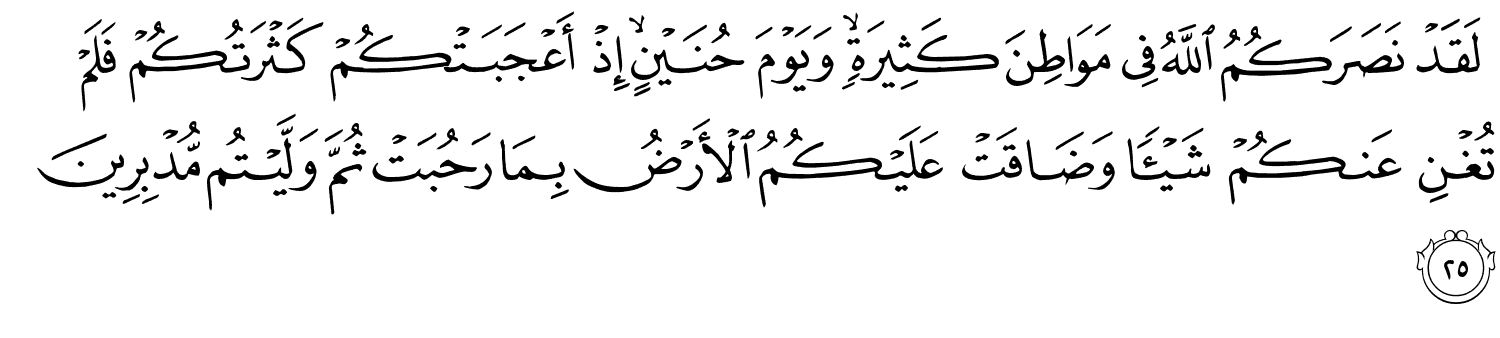 لَقَدْ نَصَرَكُمُ ٱللَّهُ فِى مَوَاطِنَ كَثِيرَةٍۙ وَيَوْمَ حُنَيْنٍۙ إِذْ أَعْجَبَتْكُمْ كَثْرَتُكُمْ فَلَمْ
تُغْنِ عَنكُمْ شَيْـًٔا وَضَاقَتْ عَلَيْكُمُ ٱلْأَرْضُ بِمَا رَحُبَتْ ثُمَّ وَلَّيْتُم مُّدْبِرِينَ
٢٥